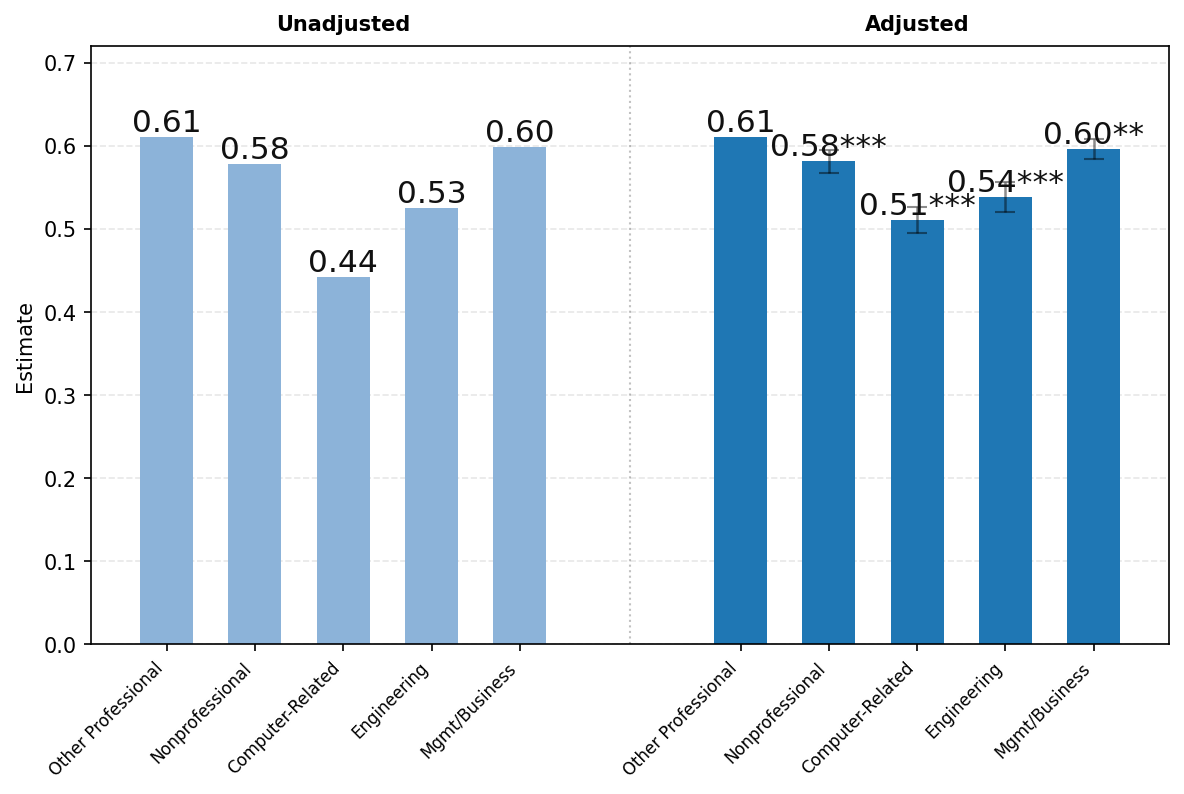 Unadjusted
Adjusted
Estimate
0.7
0.6
0.5
0.4
0.3
0.2
0.1
0.0
0.61
0.58
0.44
0.53
0.60
0.61
0.58***
0.51***
0.54***
0.60**
Other Professional
Nonprofessional
Computer-Related
Engineering
Mgmt/Business
Other Professional
Nonprofessional
Computer-Related
Engineering
Mgmt/Business